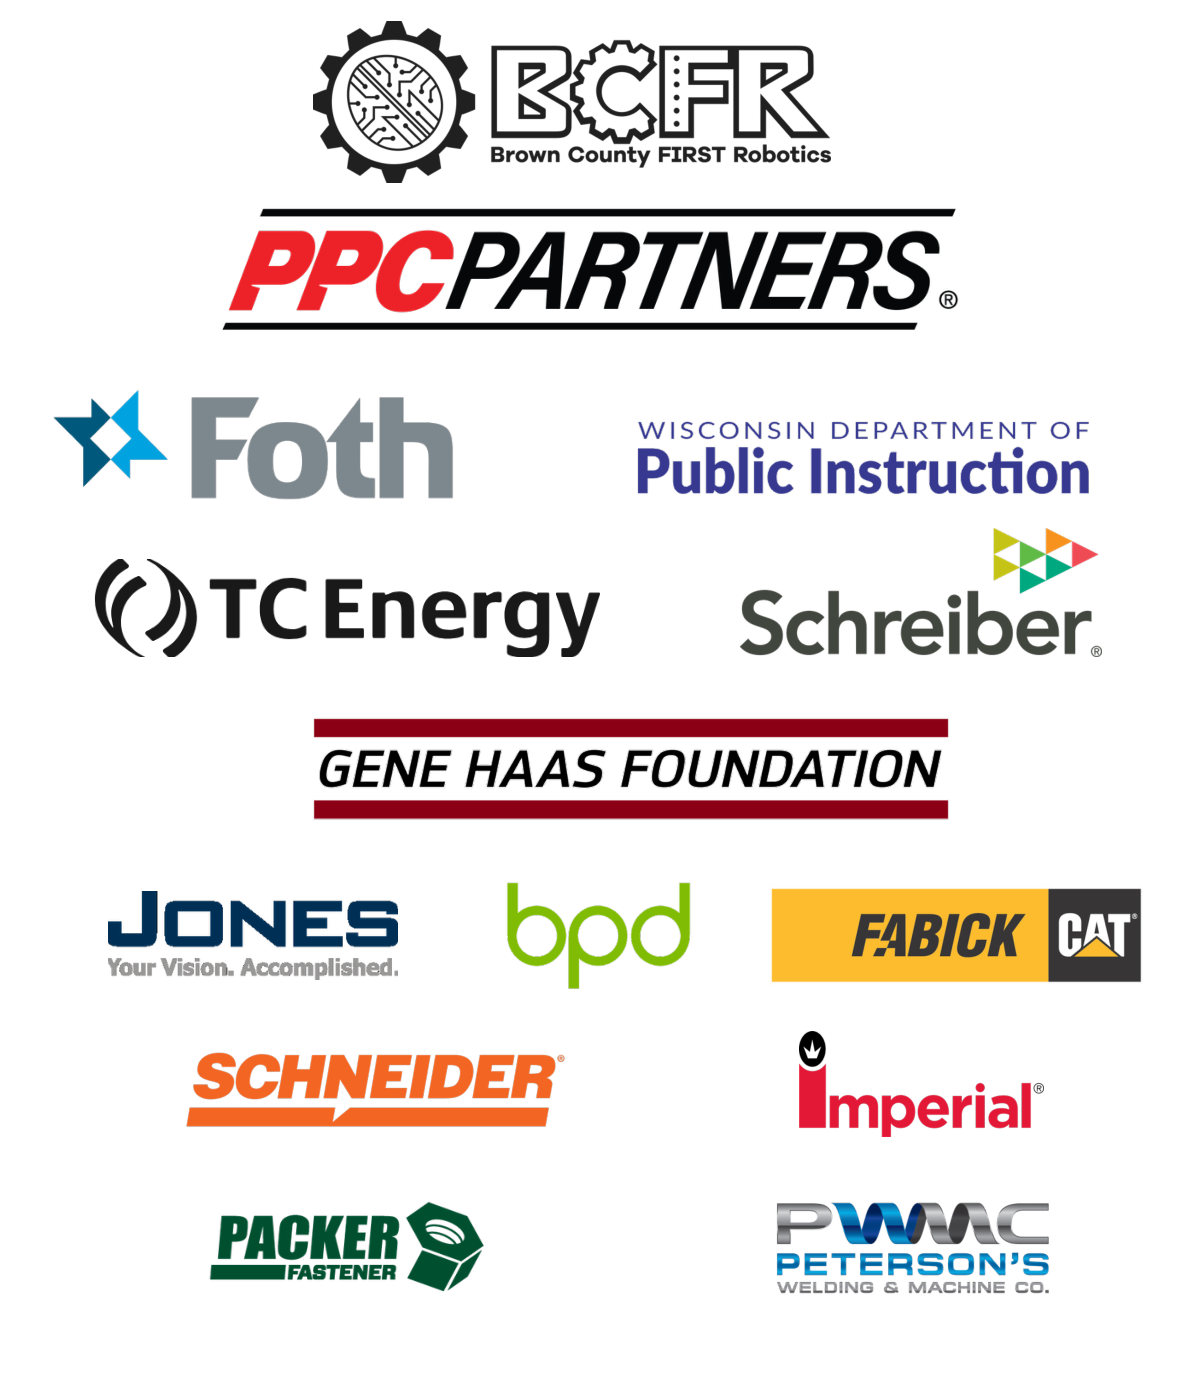 BCFR
Brown County FIRST Robotics
PPCPARTNERS®
Foth
WISCONSIN DEPARTMENT OF
Public Instruction
TC Energy
Schreiber®
GENE HAAS FOUNDATION
JONES
Your Vision. Accomplished.
bpd
FABICK CAT®
SCHNEIDER®
imperial®
PACKER
FASTENER
PWMC
PETERSON'S
WELDING & MACHINE CO.